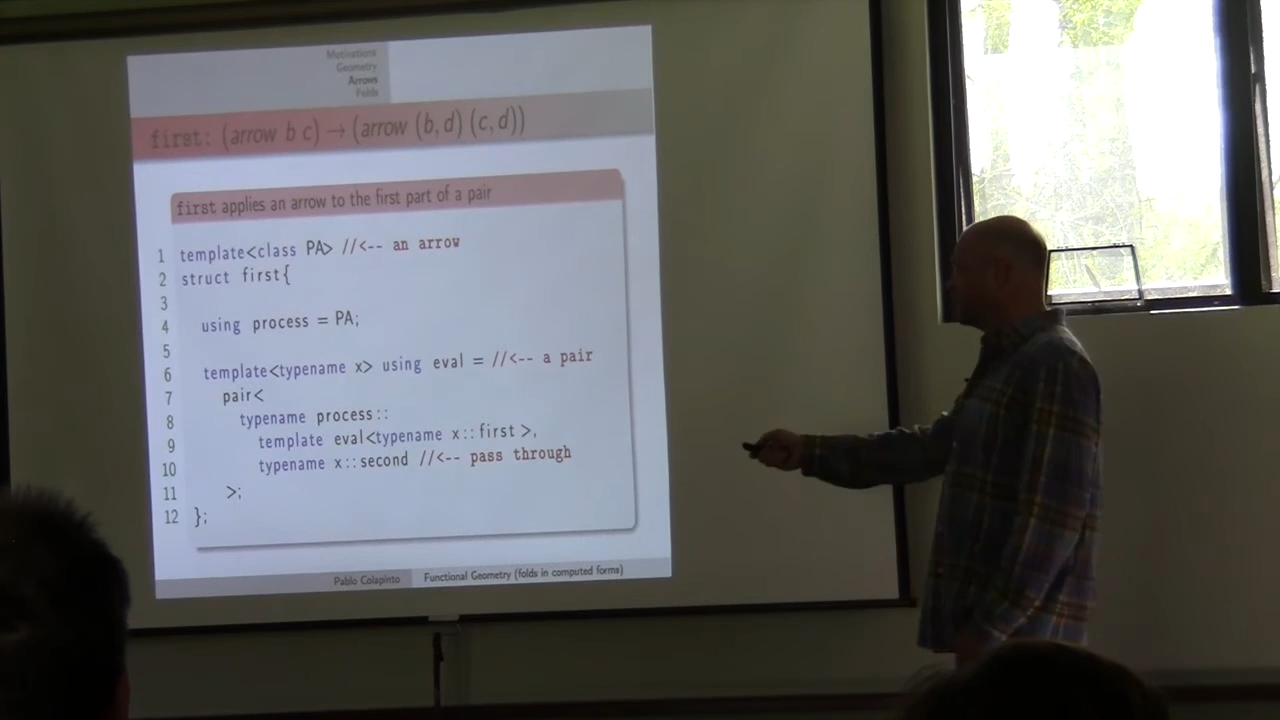 Motivations
Geometry
Arrows
Folds
first: (arrow b c) → (arrow (b, d) (c, d))
first applies an arrow to the first part of a pair
1 template<class PA> //<-- an arrow
2 struct first{
3
4 using process = PA;
5
6 template<typename x> using eval = //<-- a pair
7 pair<
8 typename process::
9 template eval<typename x::first >,
10 typename x::second //<-- pass through
11 >;
12 };
Pablo Colapinto Functional Geometry (folds in computed forms)